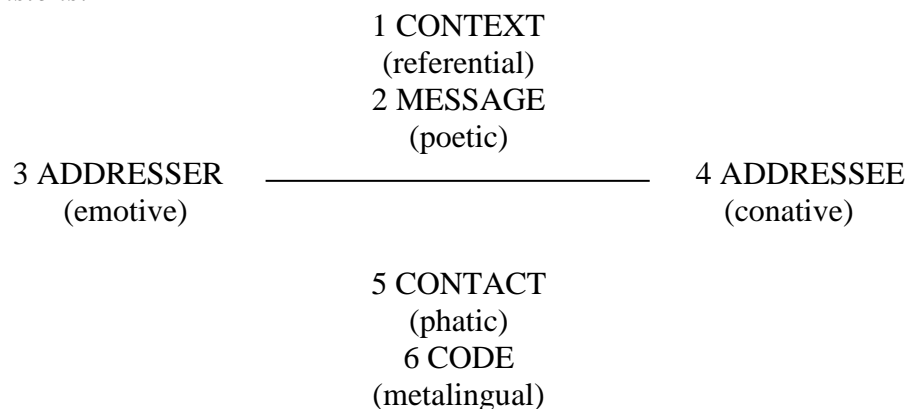 1 CONTEXT
(referential)
2 MESSAGE
(poetic)
3 ADDRESSER 4 ADDRESSEE
(emotive) (conative)
5 CONTACT
(phatic)
6 CODE
(metalingual)